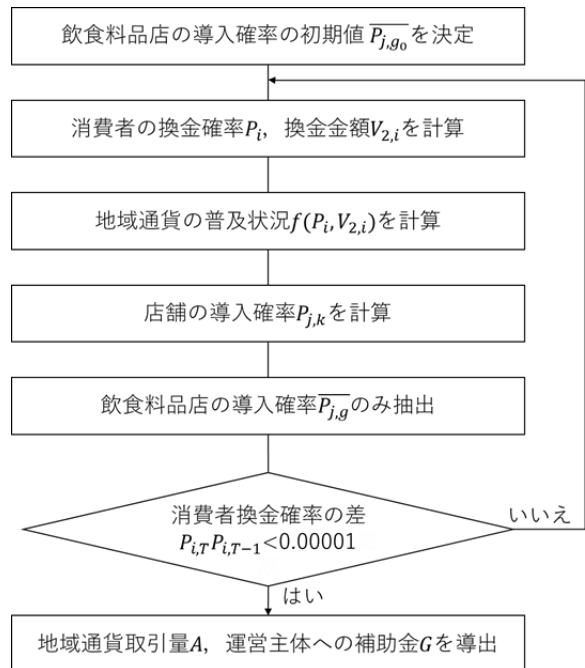 飲食料品店の導入確率の初期値 $\overline{P_{j,g_0}}$を決定
消費者の換金確率$P_i$，換金金額$V_{2,i}$を計算
地域通貨の普及状況$f(P_i,V_{2,i})$を計算
店舗の導入確率$P_{j,k}$を計算
飲食料品店の導入確率$\overline{P_{j,g}}$のみ抽出
消費者換金確率の差
$P_{i,T}P_{i,T-1}$<0.00001
いいえ
はい
地域通貨取引量$A$，運営主体への補助金$G$を導出